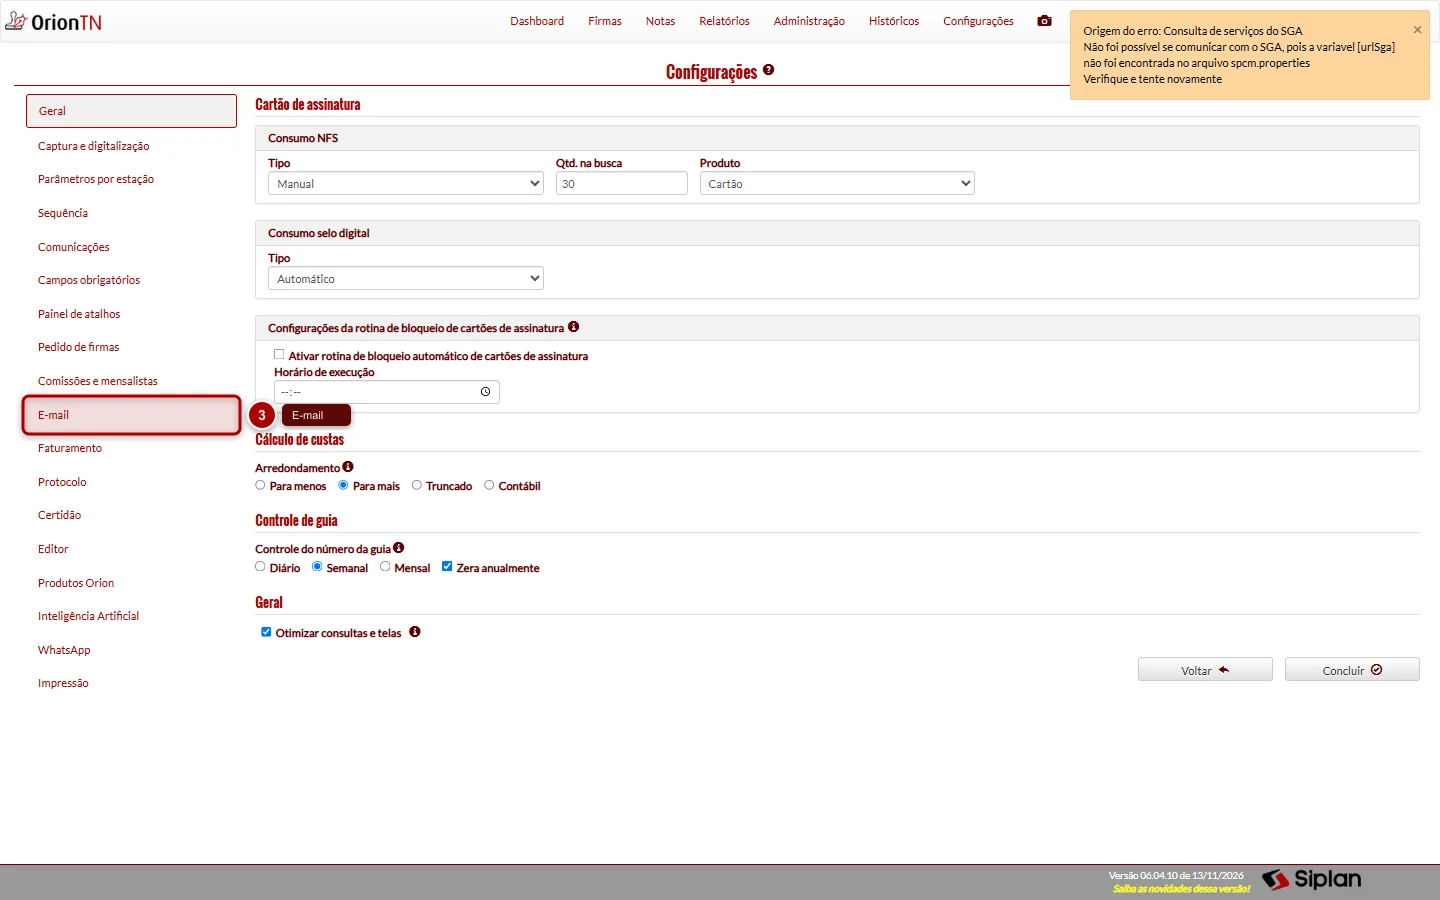 OrionTN
Dashboard
Firmas
Notas
Relatórios
Administração
Históricos
Configurações
Origem do erro: Consulta de serviços do SGA
Não foi possível se comunicar com o SGA, pois a variavel [urlSga]
não foi encontrada no arquivo spcm.properties
Verifique e tente novamente
×
Configurações
Geral
Captura e digitalização
Parâmetros por estação
Sequência
Comunicações
Campos obrigatórios
Painel de atalhos
Pedido de firmas
Comissões e mensalistas
E-mail
3
E-mail
Faturamento
Protocolo
Certidão
Editor
Produtos Orion
Inteligência Artificial
WhatsApp
Impressão
Cartão de assinatura
Consumo NFS
Tipo
Qtd. na busca
Produto
Manual
30
Cartão
Consumo selo digital
Tipo
Automático
Configurações da rotina de bloqueio de cartões de assinatura
Ativar rotina de bloqueio automático de cartões de assinatura
Horário de execução
--:--
Cálculo de custas
Arredondamento
Para menos
Para mais
Truncado
Contábil
Controle de guia
Controle do número da guia
Diário
Semanal
Mensal
Zera anualmente
Geral
Otimizar consultas e telas
Voltar
Concluir
Versão 06.04.10 de 13/11/2026
Saiba as novidades dessa versão!
Siplan